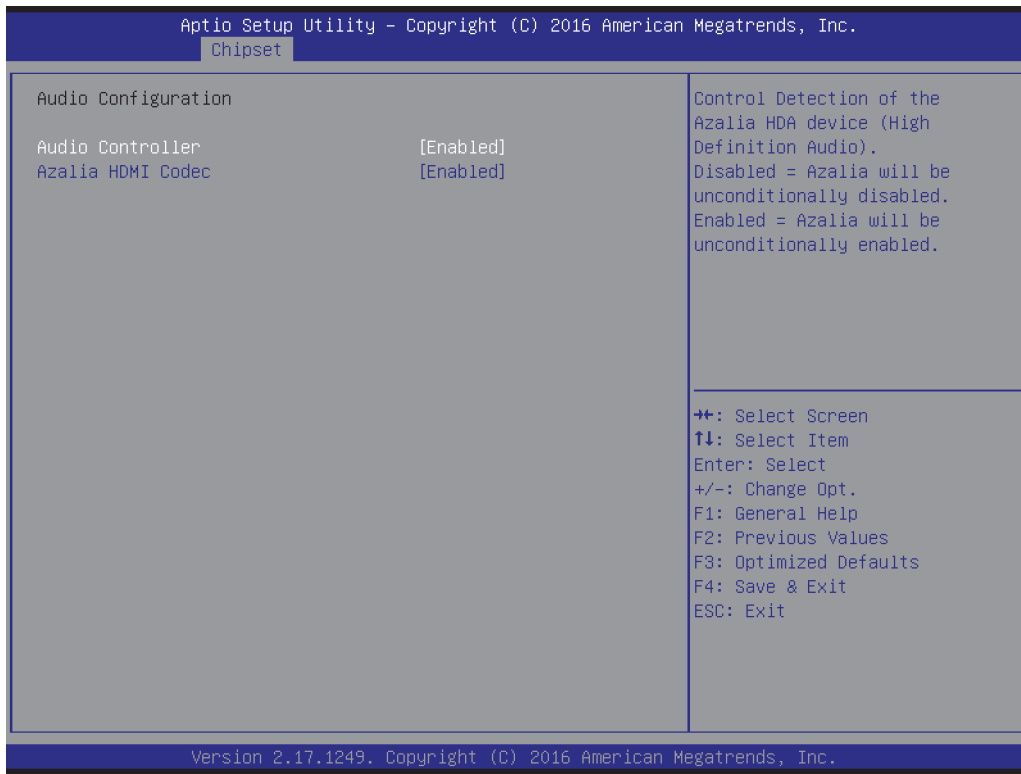 Aptio Setup Utility – Copyright (C) 2016 American Megatrends, Inc.
Chipset
Audio Configuration
Audio Controller [Enabled]
Azalia HDMI Codec [Enabled]
Control Detection of the
Azalia HDA device (High
Definition Audio).
Disabled = Azalia will be
unconditionally disabled.
Enabled = Azalia will be
unconditionally enabled.
→←: Select Screen
↑↓: Select Item
Enter: Select
+/-: Change Opt.
F1: General Help
F2: Previous Values
F3: Optimized Defaults
F4: Save & Exit
ESC: Exit
Version 2.17.1249. Copyright (C) 2016 American Megatrends, Inc.